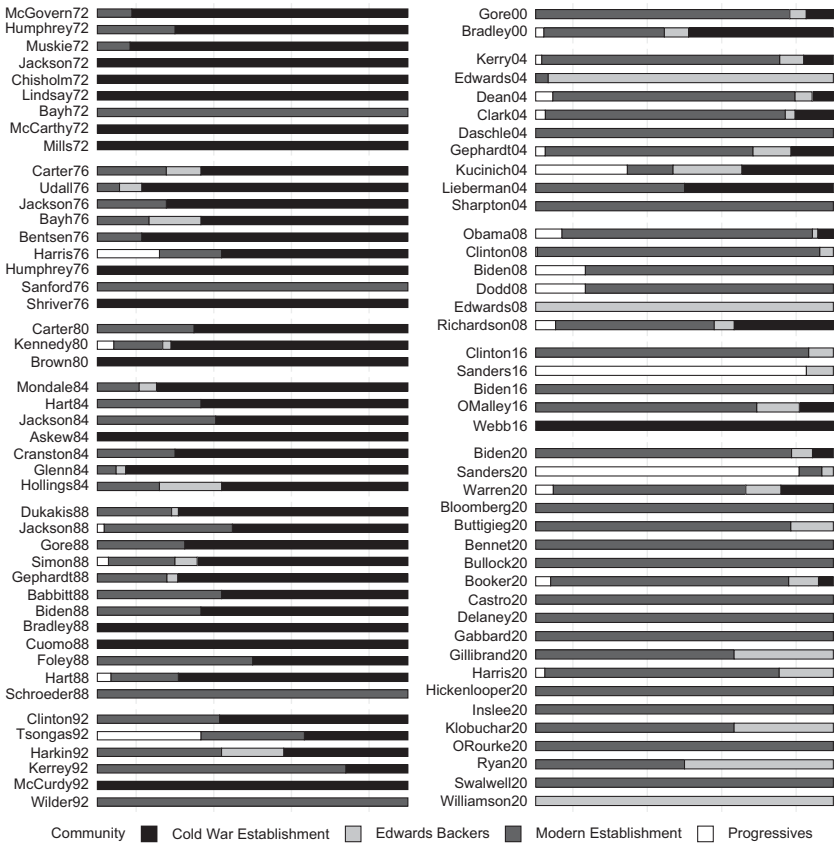 McGovern72
Humphrey72
Muskie72
Jackson72
Chisholm72
Lindsay72
Bayh72
McCarthy72
Mills72
Carter76
Udall76
Jackson76
Bayh76
Bentsen76
Harris76
Humphrey76
Sanford76
Shriver76
Carter80
Kennedy80
Brown80
Mondale84
Hart84
Jackson84
Askew84
Cranston84
Glenn84
Hollings84
Dukakis88
Jackson88
Gore88
Simon88
Gephardt88
Babbitt88
Biden88
Bradley88
Cuomo88
Foley88
Hart88
Schroeder88
Clinton92
Tsongas92
Harkin92
Kerrey92
McCurdy92
Wilder92
Gore00
Bradley00
Kerry04
Edwards04
Dean04
Clark04
Daschle04
Gephardt04
Kucinich04
Lieberman04
Sharpton04
Obama08
Clinton08
Biden08
Dodd08
Edwards08
Richardson08
Clinton16
Sanders16
Biden16
OMalley16
Webb16
Biden20
Sanders20
Warren20
Bloomberg20
Buttigieg20
Bennet20
Bullock20
Booker20
Castro20
Delaney20
Gabbard20
Gillibrand20
Harris20
Hickenlooper20
Inslee20
Klobuchar20
ORourke20
Ryan20
Swalwell20
Williamson20
Community Cold War Establishment Edwards Backers Modern Establishment Progressives